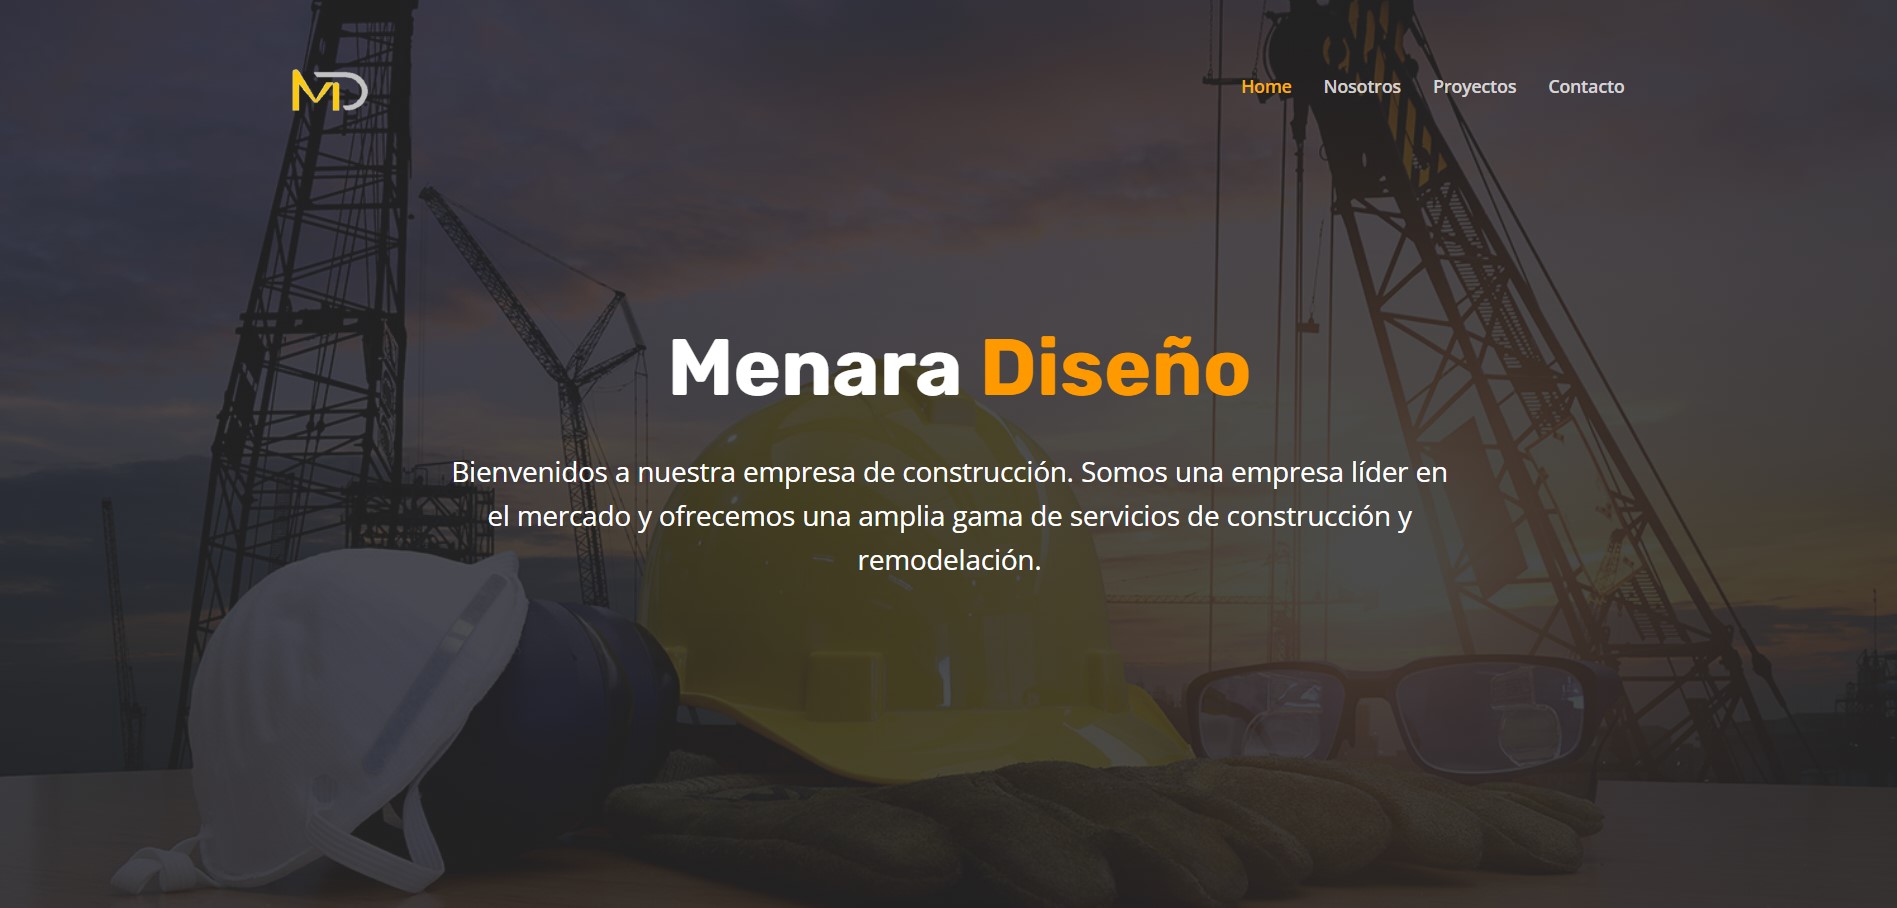 MD
Home Nosotros Proyectos Contacto
Menara Diseño
Bienvenidos a nuestra empresa de construcción. Somos una empresa líder en
el mercado y ofrecemos una amplia gama de servicios de construcción y
remodelación.